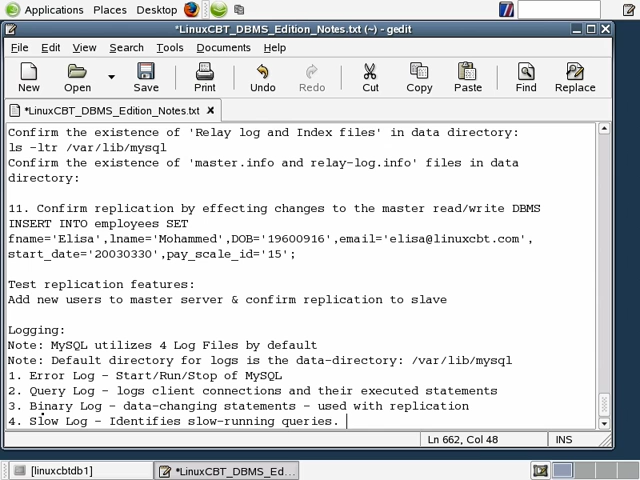 Applications Places Desktop
*LinuxCBT_DBMS_Edition_Notes.txt (~) - gedit
File Edit View Search Tools Documents Help
New Open Save Print Undo Redo Cut Copy Paste Find Replace
*LinuxCBT_DBMS_Edition_Notes.txt x
Confirm the existence of 'Relay log and Index files' in data directory:
ls -ltr /var/lib/mysql
Confirm the existence of 'master.info and relay-log.info' files in data
directory:
11. Confirm replication by effecting changes to the master read/write DBMS
INSERT INTO employees SET
fname='Elisa',lname='Mohammed',DOB='19600916',email='elisa@linuxcbt.com',
start_date='20030330',pay_scale_id='15';
Test replication features:
Add new users to master server & confirm replication to slave
Logging:
Note: MySQL utilizes 4 Log Files by default
Note: Default directory for logs is the data-directory: /var/lib/mysql
1. Error Log - Start/Run/Stop of MySQL
2. Query Log - logs client connections and their executed statements
3. Binary Log - data-changing statements - used with replication
4. Slow Log - Identifies slow-running queries.
Ln 662, Col 48 INS
[linuxcbtdb1] *LinuxCBT_DBMS_Ed...